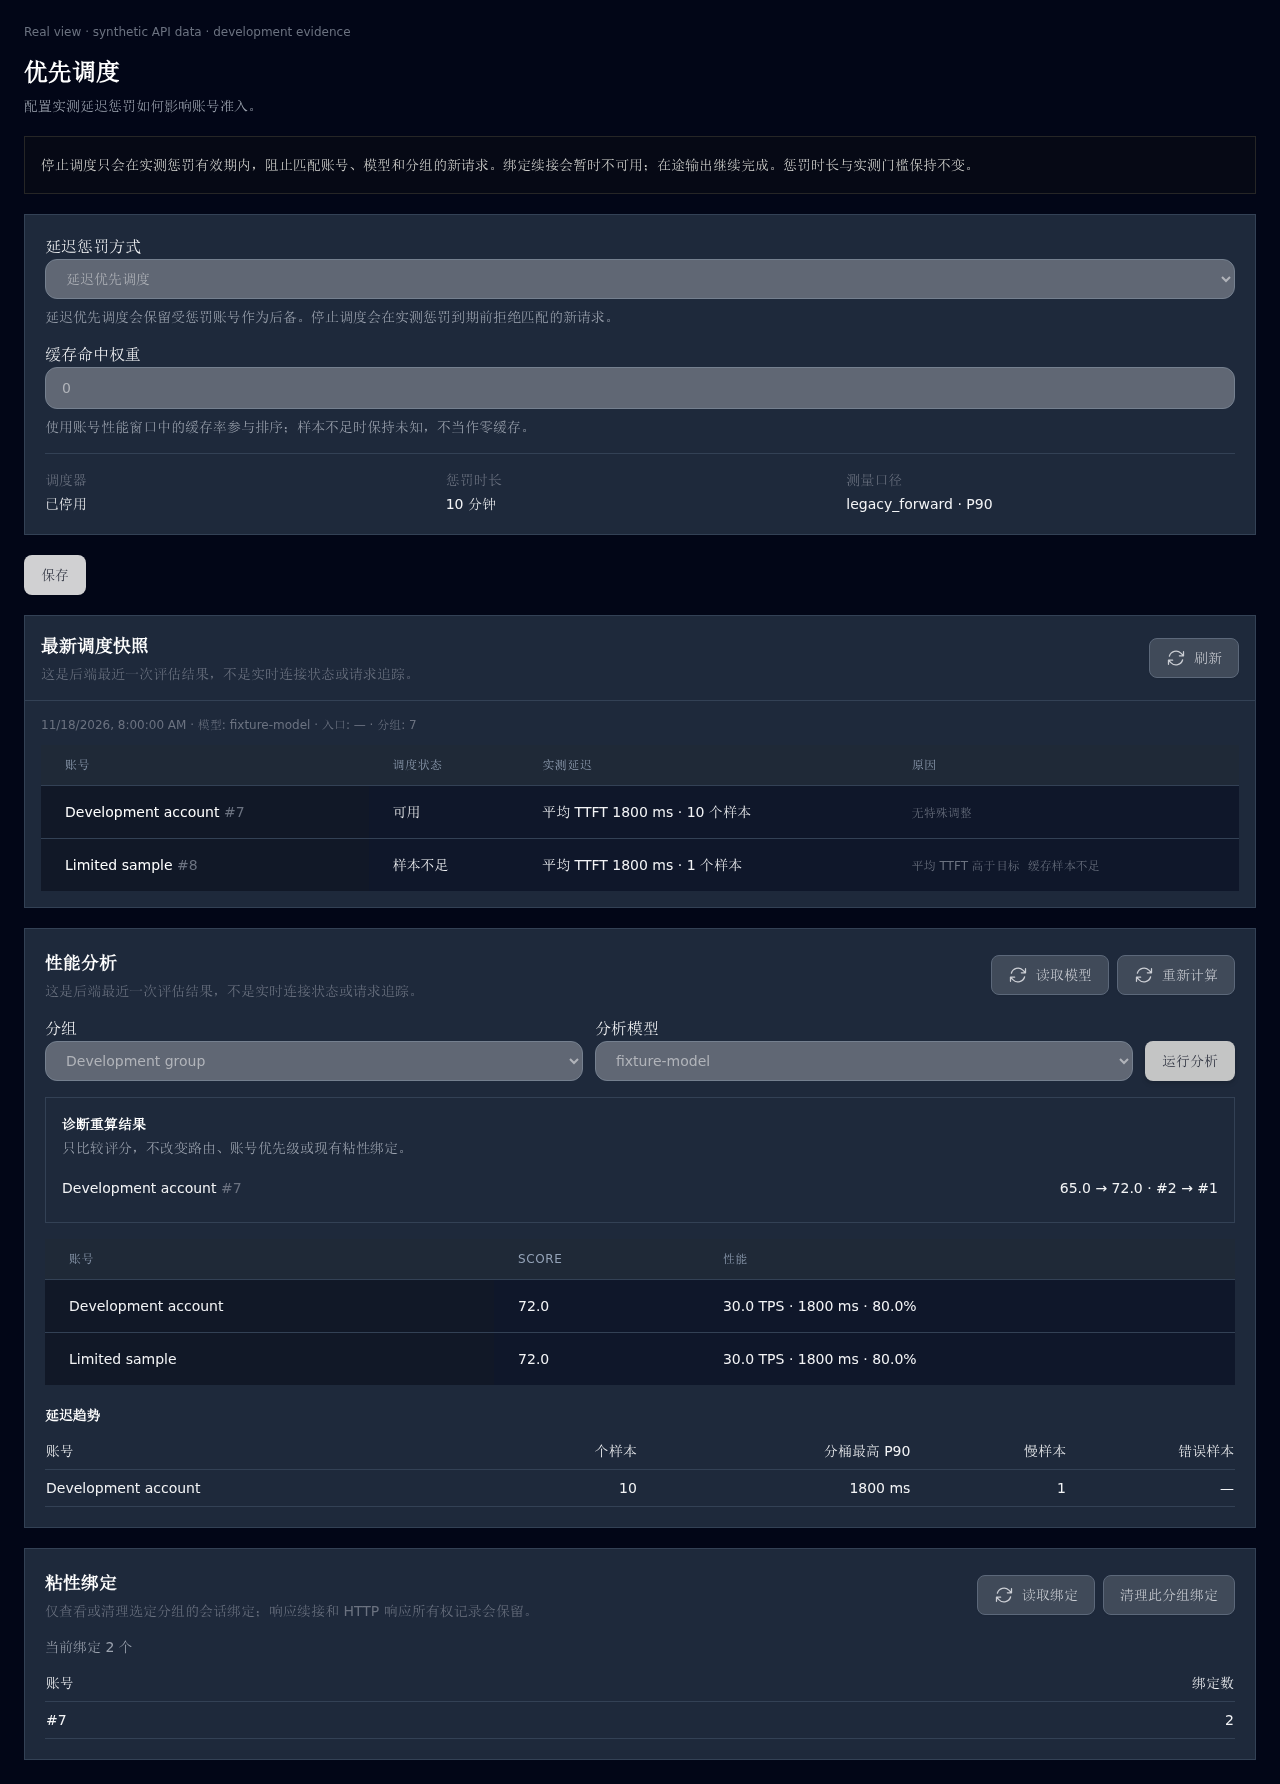 Real view · synthetic API data · development evidence
优先调度
配置实测延迟惩罚如何影响账号准入。
停止调度只会在实测惩罚有效期内，阻止匹配账号、模型和分组的新请求。绑定续接会暂时不可用；在途输出继续完成。惩罚时长与实测门槛保持不变。
延迟惩罚方式
延迟优先调度
延迟优先调度会保留受惩罚账号作为后备。停止调度会在实测惩罚到期前拒绝匹配的新请求。
缓存命中权重
0
使用账号性能窗口中的缓存率参与排序；样本不足时保持未知，不当作零缓存。
调度器 惩罚时长 测量口径
已停用 10 分钟 legacy_forward · P90
保存
最新调度快照
这是后端最近一次评估结果，不是实时连接状态或请求追踪。
刷新
11/18/2026, 8:00:00 AM · 模型: fixture-model · 入口: — · 分组: 7
账号 调度状态 实测延迟 原因
Development account #7 可用 平均 TTFT 1800 ms · 10 个样本 无特殊调整
Limited sample #8 样本不足 平均 TTFT 1800 ms · 1 个样本 平均 TTFT 高于目标 缓存样本不足
性能分析
这是后端最近一次评估结果，不是实时连接状态或请求追踪。
读取模型 重新计算
分组 分析模型
Development group fixture-model 运行分析
诊断重算结果
只比较评分，不改变路由、账号优先级或现有粘性绑定。
Development account #7 65.0 → 72.0 · #2 → #1
账号 SCORE 性能
Development account 72.0 30.0 TPS · 1800 ms · 80.0%
Limited sample 72.0 30.0 TPS · 1800 ms · 80.0%
延迟趋势
账号 个样本 分桶最高 P90 慢样本 错误样本
Development account 10 1800 ms 1 —
粘性绑定
仅查看或清理选定分组的会话绑定；响应续接和 HTTP 响应所有权记录会保留。
读取绑定 清理此分组绑定
当前绑定 2 个
账号 绑定数
#7 2